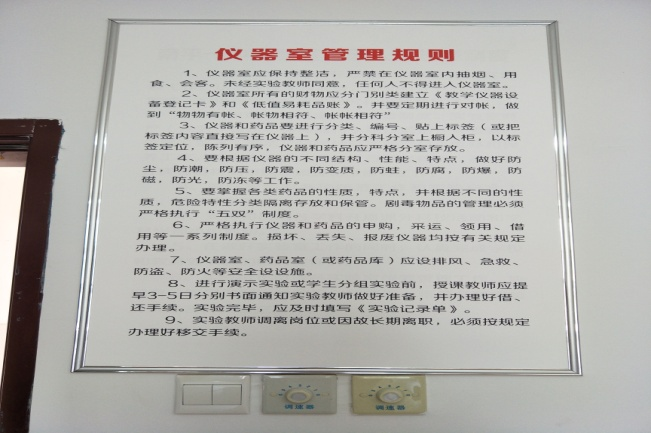 仪器室管理规则
1、仪器室应保持整洁，严禁在仪器室内抽烟、用
食、会客。未经实验教师同意，任何人不得进入仪器室。
2、仪器室所有的财物应分门别类建立《教学仪器设
备登记卡》和《低值易耗品账》。并要定期进行对帐，做
到“物物有帐、帐物相符、帐帐相符”
3、仪器和药品要进行分类、编号、贴上标签（或把
标签内容直接写在仪器上），并分科分室上橱入柜，以标
签定位，陈列有序，仪器和药品应严格分室存放。
4、要根据仪器的不同结构、性能、特点，做好防
尘，防潮，防压，防震，防变质，防蛀，防腐，防爆，防
磁，防光，防冻等工作。
5、要掌握各类药品的性质，特点，并根据不同的性
质，危险特性分类隔离存放和保管。剧毒物品的管理必须
严格执行“五双”制度。
6、严格执行仪器和药品的申购，采运、领用、借
用等一系列制度。损坏、丢失、报废仪器均按有关规定
办理。
7、仪器室、药品室（或药品库）应设排风、急救、
防盗、防火等安全设设施。
8、进行演示实验或学生分组实验前，授课教师应提
早3-5日分别书面通知实验教师做好准备，并办理好借、
还手续。实验完毕，应及时填写《实验记录单》。
9、实验教师调离岗位或因故长期离职，必须按规定
办理好移交手续。
调速器
调速器